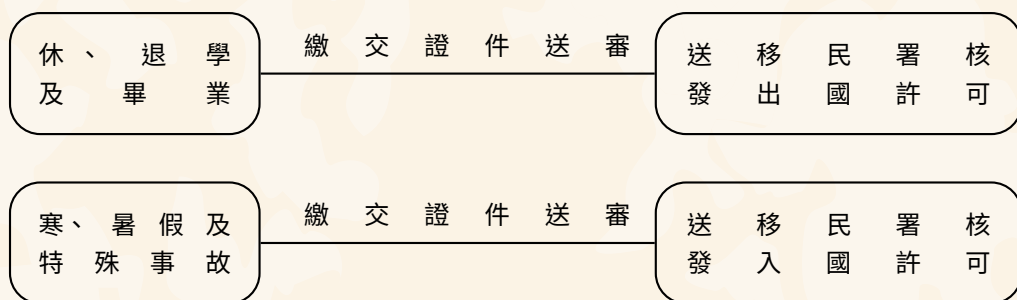 休、退學
及畢業
繳交證件送審
送移民署核
發出國許可
寒、暑假及
特殊事故
繳交證件送審
送移民署核
發入國許可